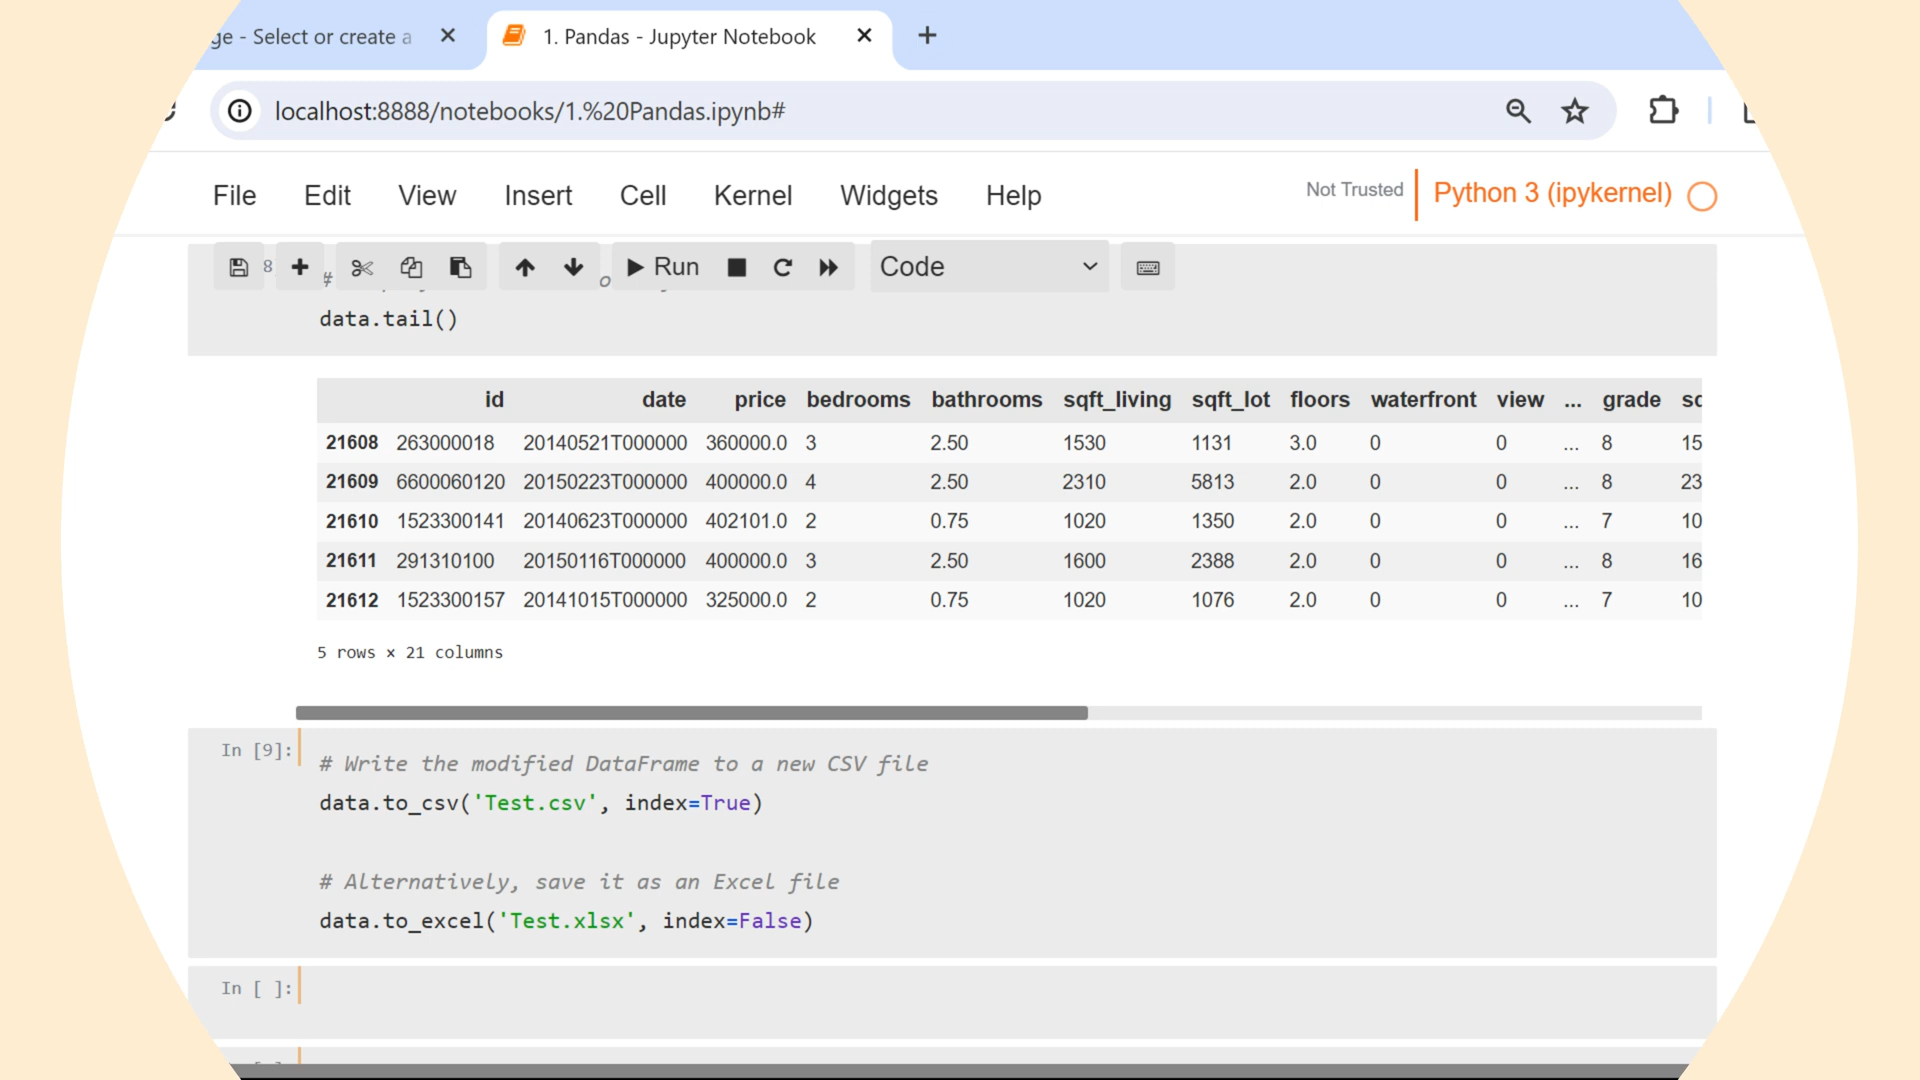 ge - Select or create a
1. Pandas - Jupyter Notebook
localhost:8888/notebooks/1.%20Pandas.ipynb#
File Edit View Insert Cell Kernel Widgets Help Not Trusted Python 3 (ipykernel)
8 # Run Code
data.tail()
id date price bedrooms bathrooms sqft_living sqft_lot floors waterfront view ... grade sc
21608 263000018 20140521T000000 360000.0 3 2.50 1530 1131 3.0 0 0 ... 8 15
21609 6600060120 20150223T000000 400000.0 4 2.50 2310 5813 2.0 0 0 ... 8 23
21610 1523300141 20140623T000000 402101.0 2 0.75 1020 1350 2.0 0 0 ... 7 10
21611 291310100 20150116T000000 400000.0 3 2.50 1600 2388 2.0 0 0 ... 8 16
21612 1523300157 20141015T000000 325000.0 2 0.75 1020 1076 2.0 0 0 ... 7 10
5 rows × 21 columns
In [9]:
# Write the modified DataFrame to a new CSV file
data.to_csv('Test.csv', index=True)
# Alternatively, save it as an Excel file
data.to_excel('Test.xlsx', index=False)
In [ ]: